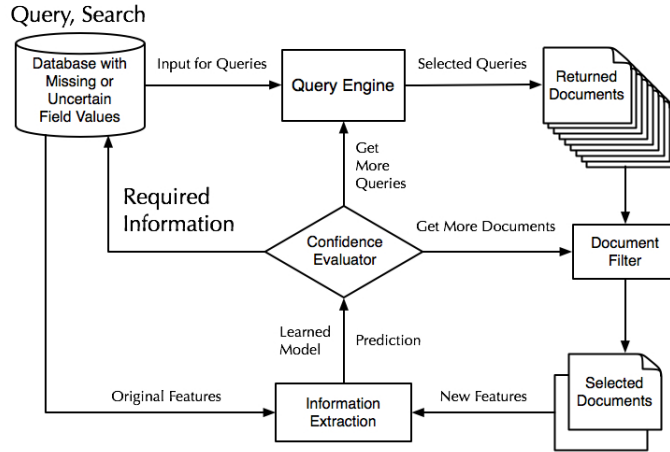 Query, Search
Database with
Missing or
Uncertain
Field Values
Input for Queries
Query Engine
Selected Queries
Returned
Documents
Get
More
Queries
Required
Information
Confidence
Evaluator
Get More Documents
Document
Filter
Learned
Model
Prediction
Original Features
Information
Extraction
New Features
Selected
Documents